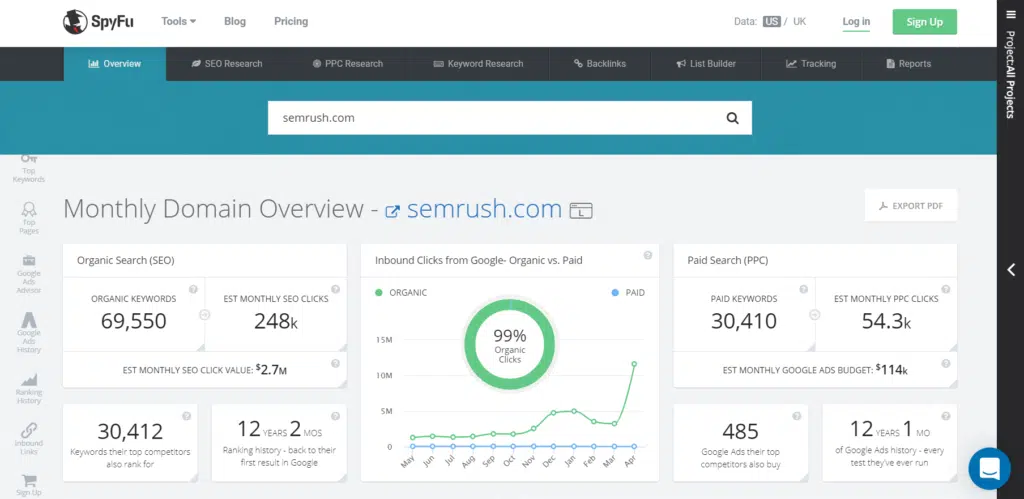 SpyFu
Tools Blog Pricing
Data: US / UK Log in Sign Up
Overview SEO Research PPC Research Keyword Research Backlinks List Builder Tracking Reports
Project:All Projects
semrush.com
Top
Keywords
Top
Pages
Google
Ads
Advisor
Google
Ads
History
Ranking
History
Inbound
Links
Sign Up
Monthly Domain Overview - semrush.com L
EXPORT PDF
Organic Search (SEO)
?
ORGANIC KEYWORDS
69,550
?
EST MONTHLY SEO CLICKS
248k
?
EST MONTHLY SEO CLICK VALUE: $2.7M
?
30,412
Keywords their top competitors
also rank for
?
12 YEARS 2 MOS
Ranking history - back to their
first result in Google
Inbound Clicks from Google- Organic vs. Paid
?
ORGANIC PAID
99%
Organic
Clicks
15M
10M
5M
0
May Jun Jul Aug Sep Oct Nov Dec Jan Feb Mar Apr
Paid Search (PPC)
?
PAID KEYWORDS
30,410
?
EST MONTHLY PPC CLICKS
54.3k
?
EST MONTHLY GOOGLE ADS BUDGET: $114k
?
485
Google Ads their top
competitors also buy
?
12 YEARS 1 MO
of Google Ads history - every
test they've ever run